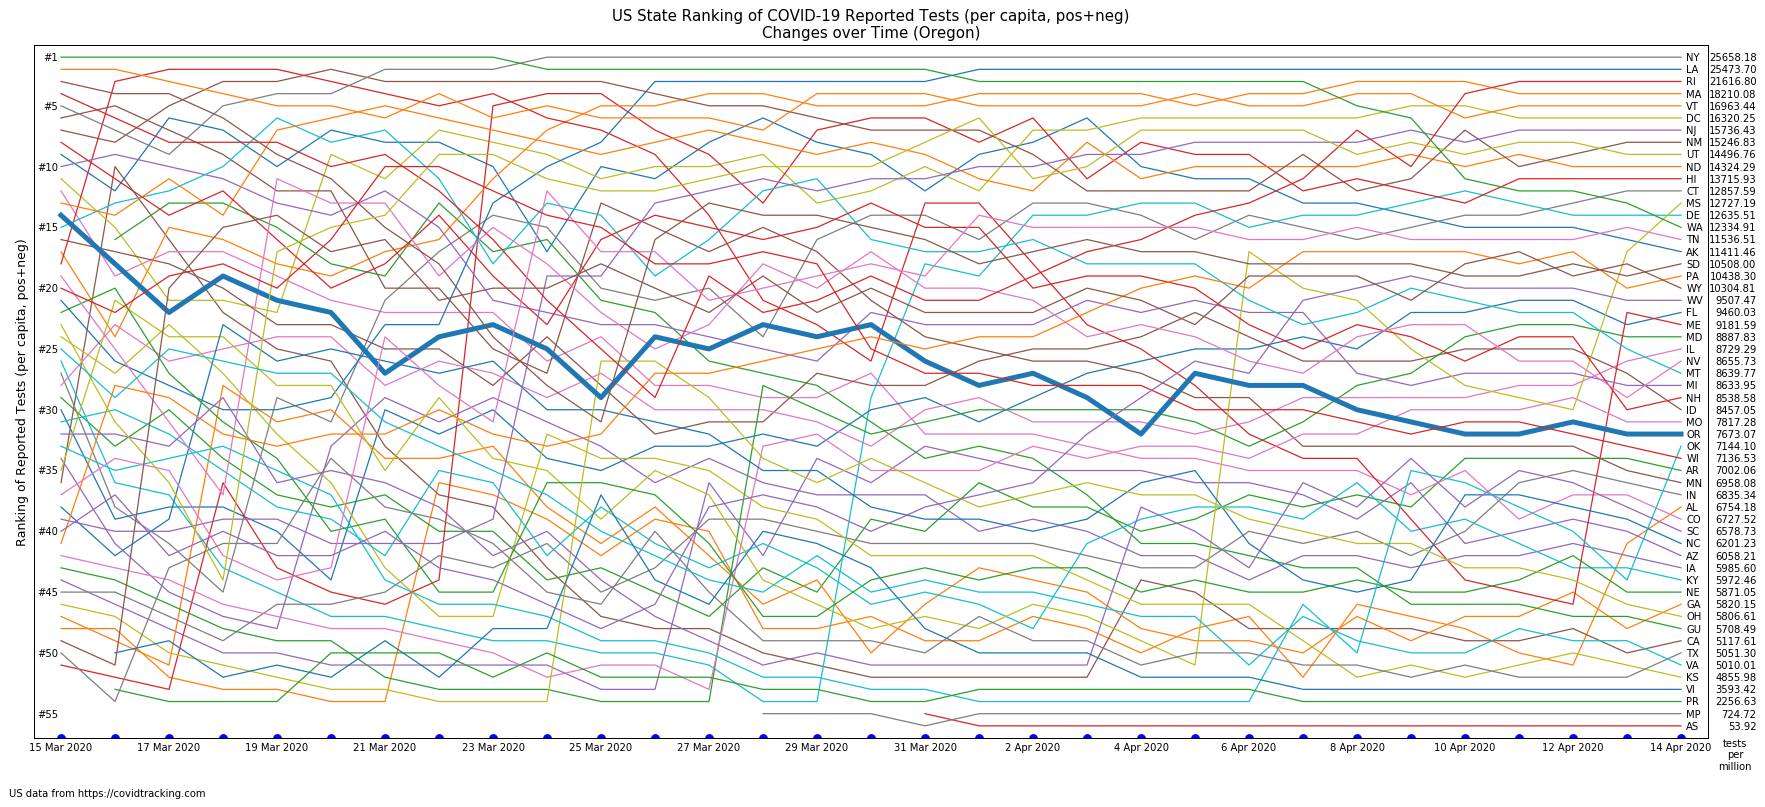 US State Ranking of COVID-19 Reported Tests (per capita, pos+neg)
Changes over Time (Oregon)
Ranking of Reported Tests (per capita, pos+neg)
#1
#5
#10
#15
#20
#25
#30
#35
#40
#45
#50
#55
NY 25658.18
LA 25473.70
RI 21616.80
MA 18210.08
VT 16963.44
DC 16320.25
NJ 15736.43
NM 15246.83
UT 14496.76
ND 14324.29
HI 13715.93
CT 12857.59
MS 12727.19
DE 12635.51
WA 12334.91
TN 11536.51
AK 11411.46
SD 10508.00
PA 10438.30
WY 10304.81
WV 9507.47
FL 9460.03
ME 9181.59
MD 8887.83
IL 8729.29
NV 8655.73
MT 8639.77
MI 8633.95
NH 8538.58
ID 8457.05
MO 7817.28
OR 7673.07
OK 7144.10
WI 7136.53
AR 7002.06
MN 6958.08
IN 6835.34
AL 6754.18
CO 6727.52
SC 6578.73
NC 6201.23
AZ 6058.21
IA 5985.60
KY 5972.46
NE 5871.05
GA 5820.15
OH 5806.61
GU 5708.49
CA 5117.61
TX 5051.30
VA 5010.01
KS 4855.98
VI 3593.42
PR 2256.63
MP 724.72
AS 53.92
15 Mar 2020 17 Mar 2020 19 Mar 2020 21 Mar 2020 23 Mar 2020 25 Mar 2020 27 Mar 2020 29 Mar 2020 31 Mar 2020 2 Apr 2020 4 Apr 2020 6 Apr 2020 8 Apr 2020 10 Apr 2020 12 Apr 2020 14 Apr 2020
tests
per
million
US data from https://covidtracking.com